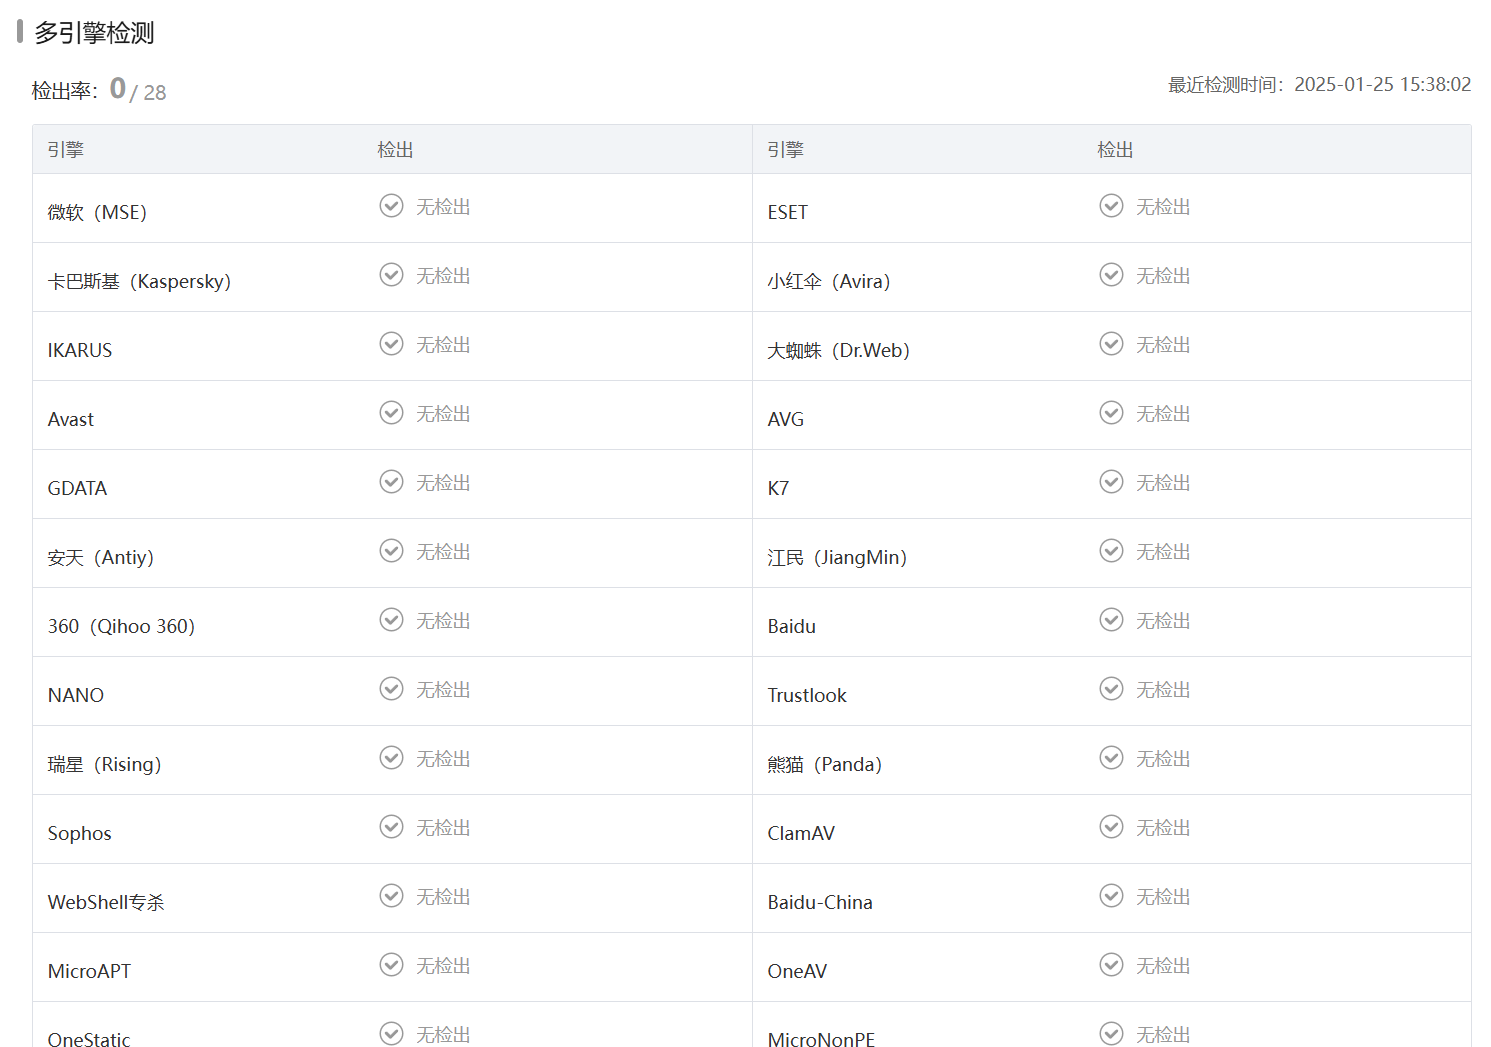 多引擎检测
检出率：0 / 28
最近检测时间：2025-01-25 15:38:02
引擎 检出 引擎 检出
微软（MSE） 无检出 ESET 无检出
卡巴斯基（Kaspersky） 无检出 小红伞（Avira） 无检出
IKARUS 无检出 大蜘蛛（Dr.Web） 无检出
Avast 无检出 AVG 无检出
GDATA 无检出 K7 无检出
安天（Antiy） 无检出 江民（JiangMin） 无检出
360（Qihoo 360） 无检出 Baidu 无检出
NANO 无检出 Trustlook 无检出
瑞星（Rising） 无检出 熊猫（Panda） 无检出
Sophos 无检出 ClamAV 无检出
WebShell专杀 无检出 Baidu-China 无检出
MicroAPT 无检出 OneAV 无检出
OneStatic 无检出 MicroNonPE 无检出